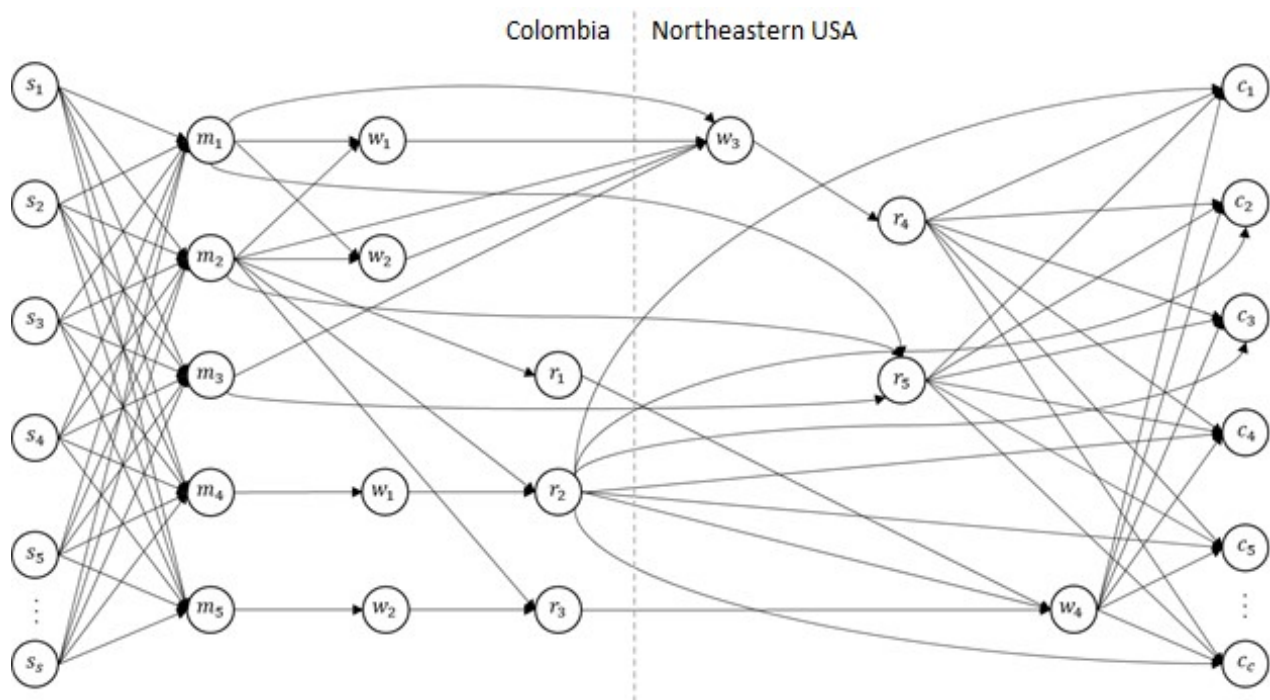 Colombia Northeastern USA
s₁ c₁
m₁ w₁ w₃
s₂ r₄ c₂
m₂ w₂
s₃ c₃
m₃ r₁ r₅
s₄ c₄
m₄ w₁ r₂
s₅ c₅
m₅ w₂ r₃ w₄
⋮ ⋮
sₛ c_c